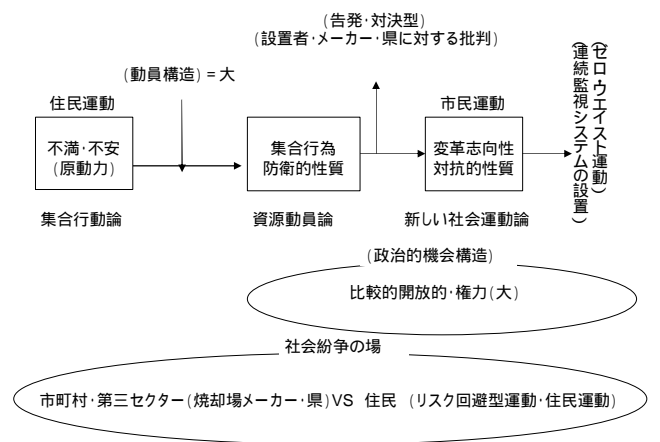 (告発･対決型)
(設置者･メーカー･県に対する批判)
(動員構造)＝大
住民運動
市民運動
不満･不安
(原動力)
集合行為
防衛的性質
変革志向性
対抗的性質
(ゼロ･ウエイスト運動)
(連続監視システムの設置)
集合行動論
資源動員論
新しい社会運動論
(政治的機会構造)
比較的開放的･権力(大)
社会紛争の場
市町村･第三セクター(焼却場メーカー･県)VS 住民 (リスク回避型運動･住民運動)